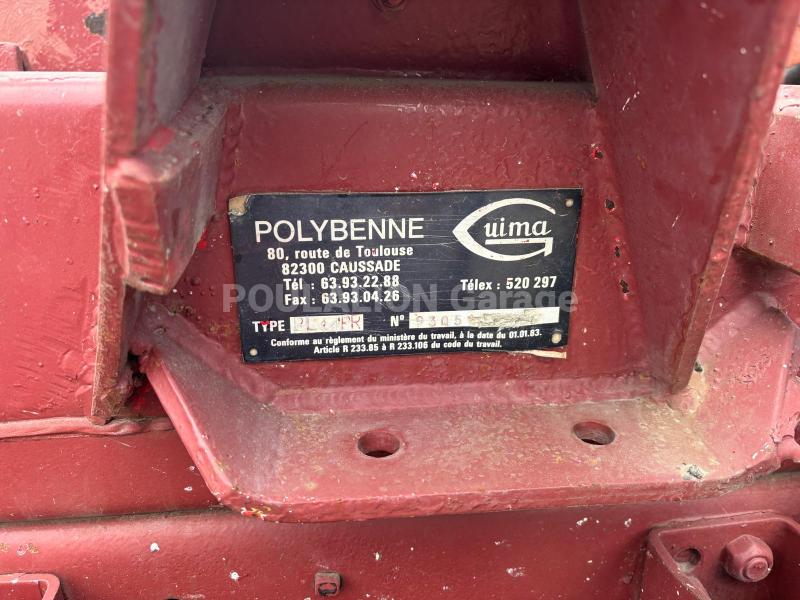 POLYBENNE
Guima
80, route de Toulouse
82300 CAUSSADE
Tél : 63.93.22.88 Télex : 520 297
Fax : 63.93.04.26
POULALION Garage
TYPE N°
Conforme au règlement du ministère du travail, à la date du 01.01.83.
Article R 233.85 à R 233.106 du code du travail.